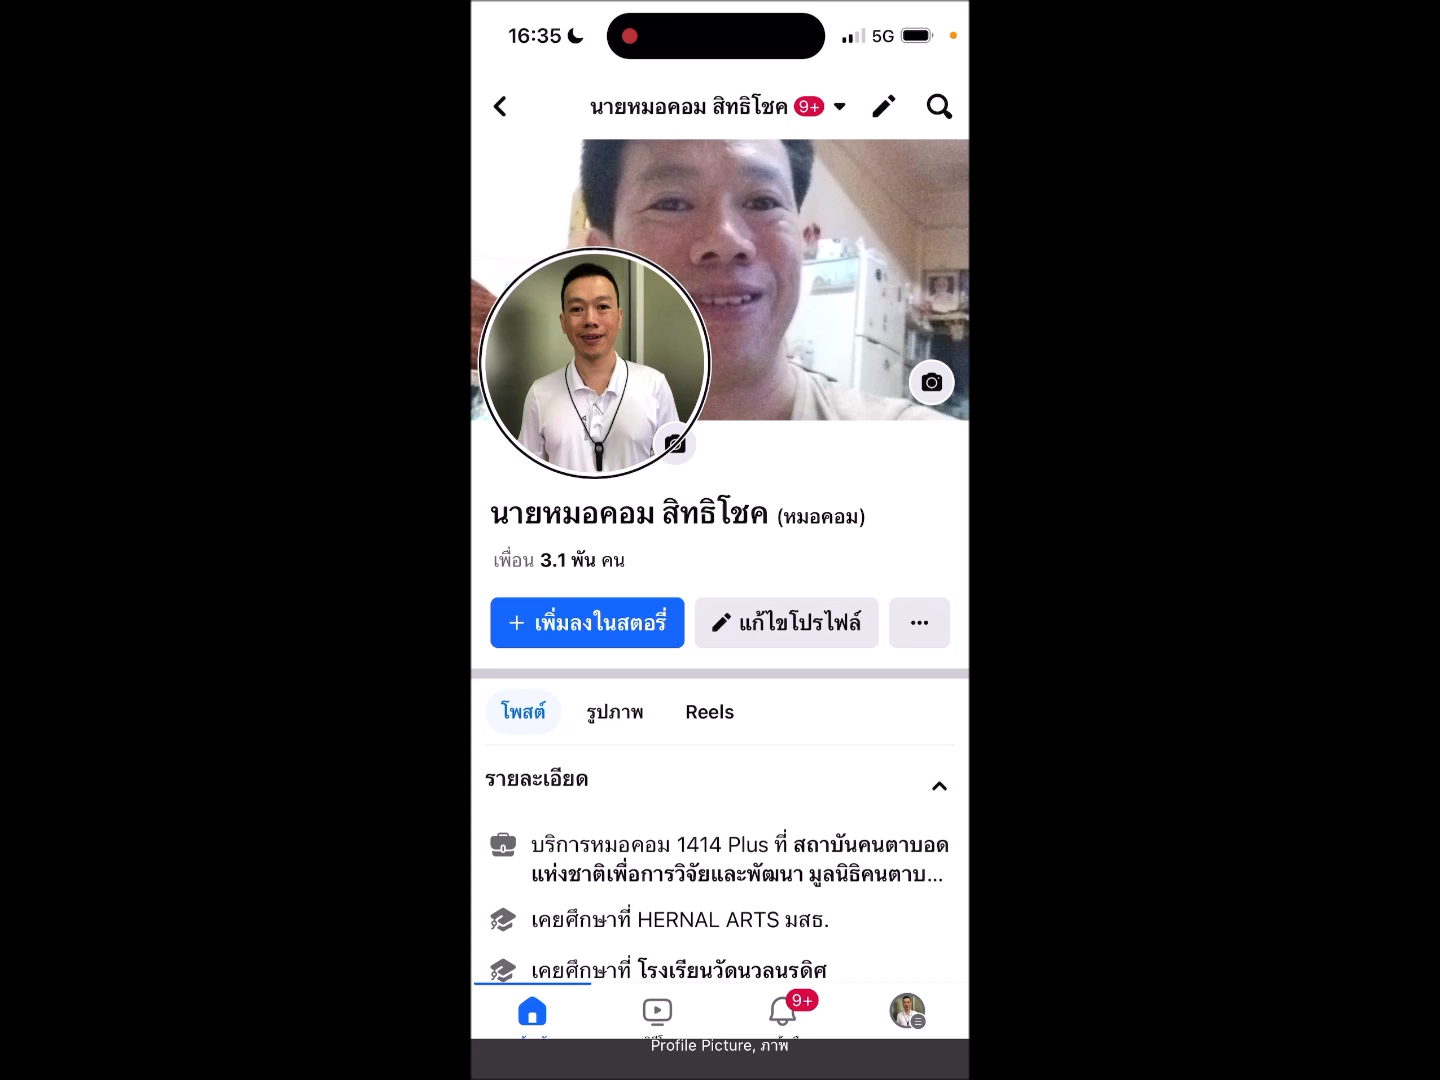 16:35
5G
นายหมอคอม สิทธิโชค 9+
นายหมอคอม สิทธิโชค (หมอคอม)
เพื่อน 3.1 พัน คน
+ เพิ่มลงในสตอรี่
แก้ไขโปรไฟล์
...
โพสต์
รูปภาพ
Reels
รายละเอียด
บริการหมอคอม 1414 Plus ที่ สถาบันคนตาบอด
แห่งชาติเพื่อการวิจัยและพัฒนา มูลนิธิคนตาบ...
เคยศึกษาที่ HERNAL ARTS มสธ.
เคยศึกษาที่ โรงเรียนวัดนวลนรดิศ
9+
Profile Picture, ภาพ